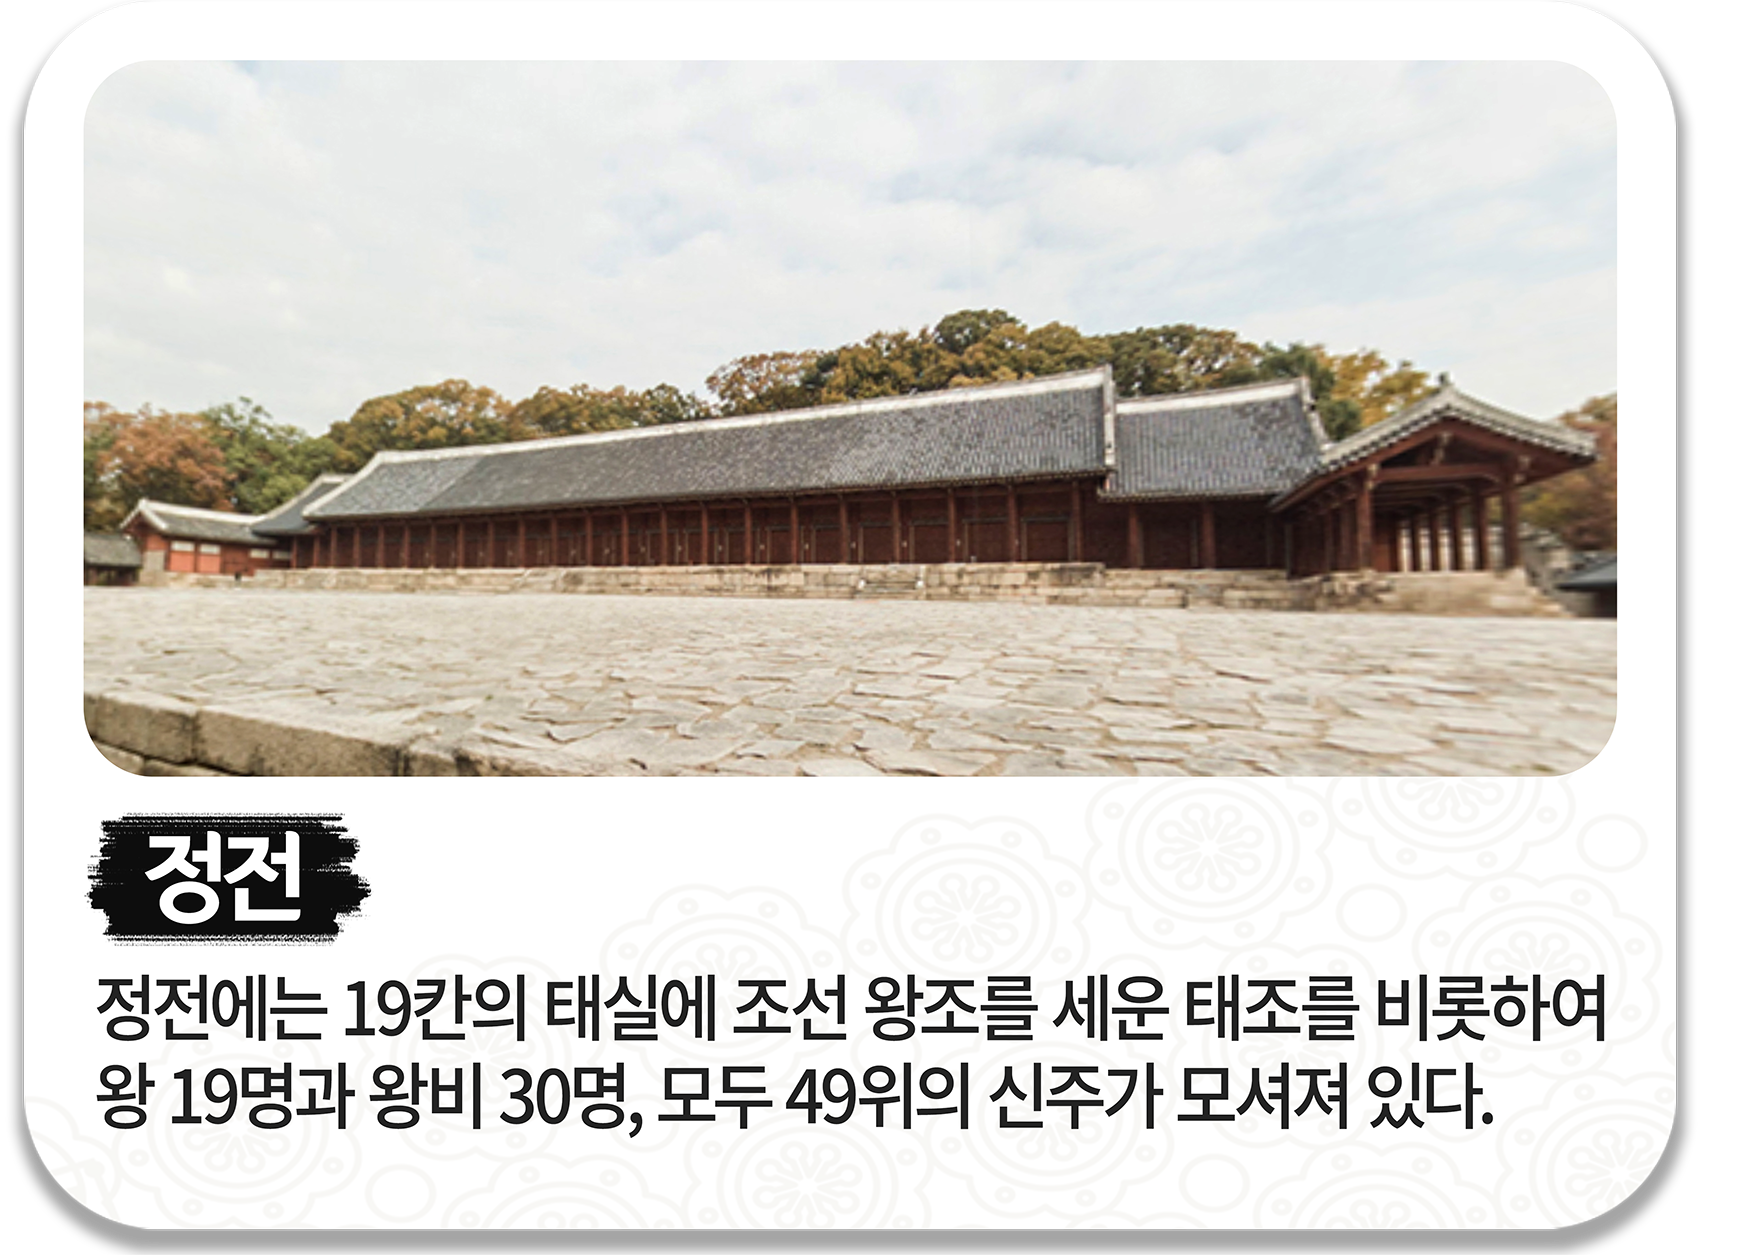 정전
정전에는 19칸의 태실에 조선 왕조를 세운 태조를 비롯하여
왕 19명과 왕비 30명, 모두 49위의 신주가 모셔져 있다.